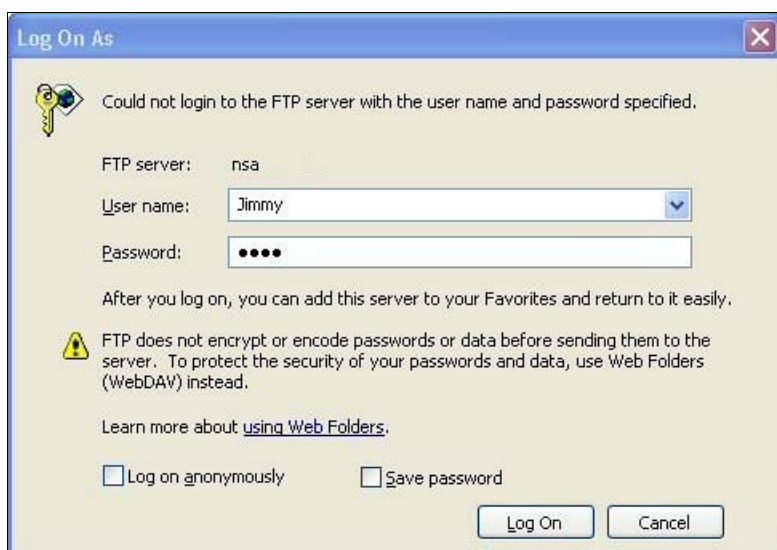 Log On As
Could not login to the FTP server with the user name and password specified.
FTP server: nsa
User name: Jimmy
Password: ●●●●
After you log on, you can add this server to your Favorites and return to it easily.
FTP does not encrypt or encode passwords or data before sending them to the
server. To protect the security of your passwords and data, use Web Folders
(WebDAV) instead.
Learn more about using Web Folders.
Log on anonymously Save password
Log On Cancel